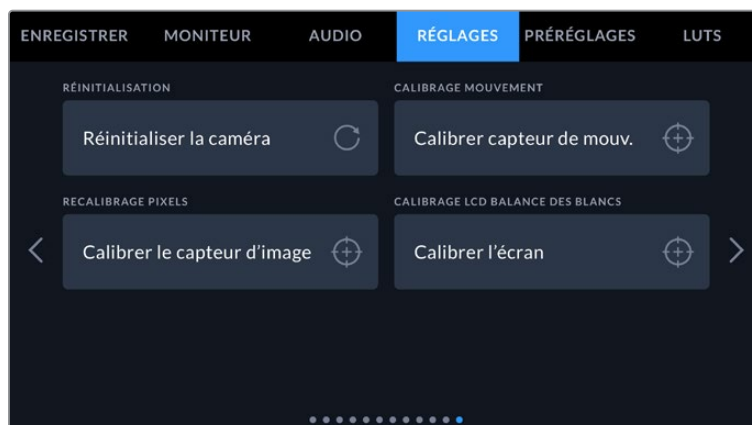 ENREGISTRER MONITEUR AUDIO RÉGLAGES PRÉRÉGLAGES LUTS
RÉINITIALISATION CALIBRAGE MOUVEMENT
Réinitialiser la caméra Calibrer capteur de mouv.
RECALIBRAGE PIXELS CALIBRAGE LCD BALANCE DES BLANCS
Calibrer le capteur d’image Calibrer l’écran